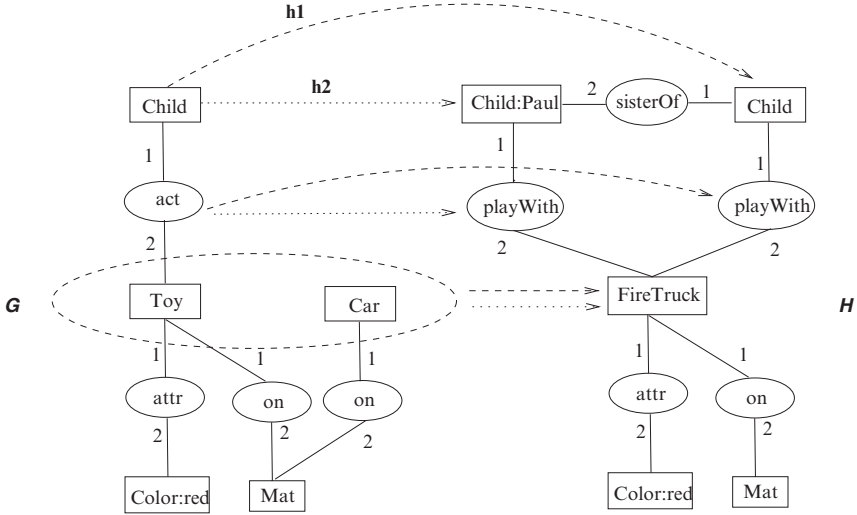 h1
h2
Child
Child:Paul
2
sisterOf
1
Child
1
1
1
act
playWith
playWith
2
2
2
G
Toy
Car
FireTruck
H
1
1
1
1
1
attr
on
on
attr
on
2
2
2
2
2
Color:red
Mat
Color:red
Mat